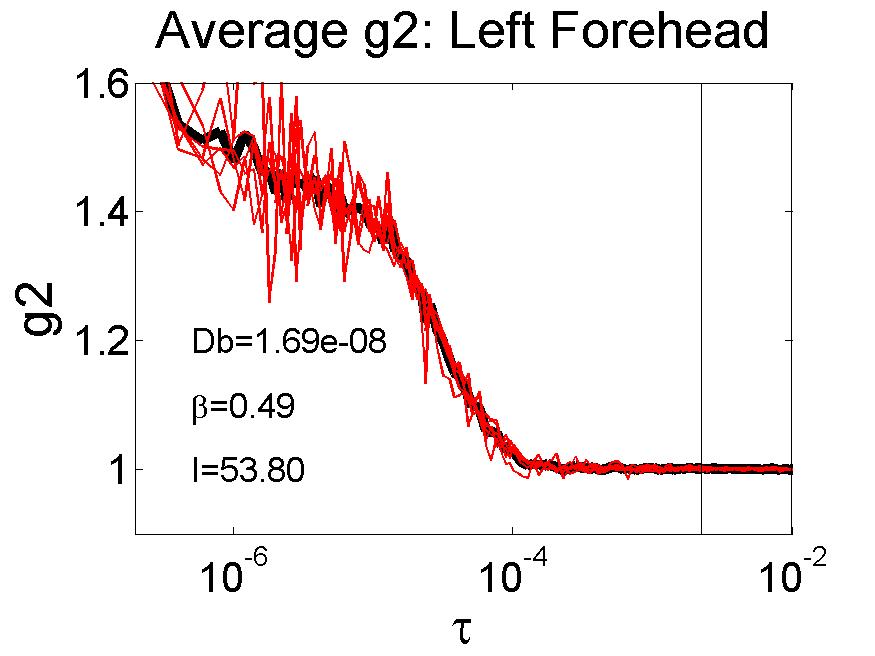 Average g2: Left Forehead
1.6
1.4
1.2
1
g2
Db=1.69e-08
β=0.49
I=53.80
10^-6 10^-4 10^-2
τ